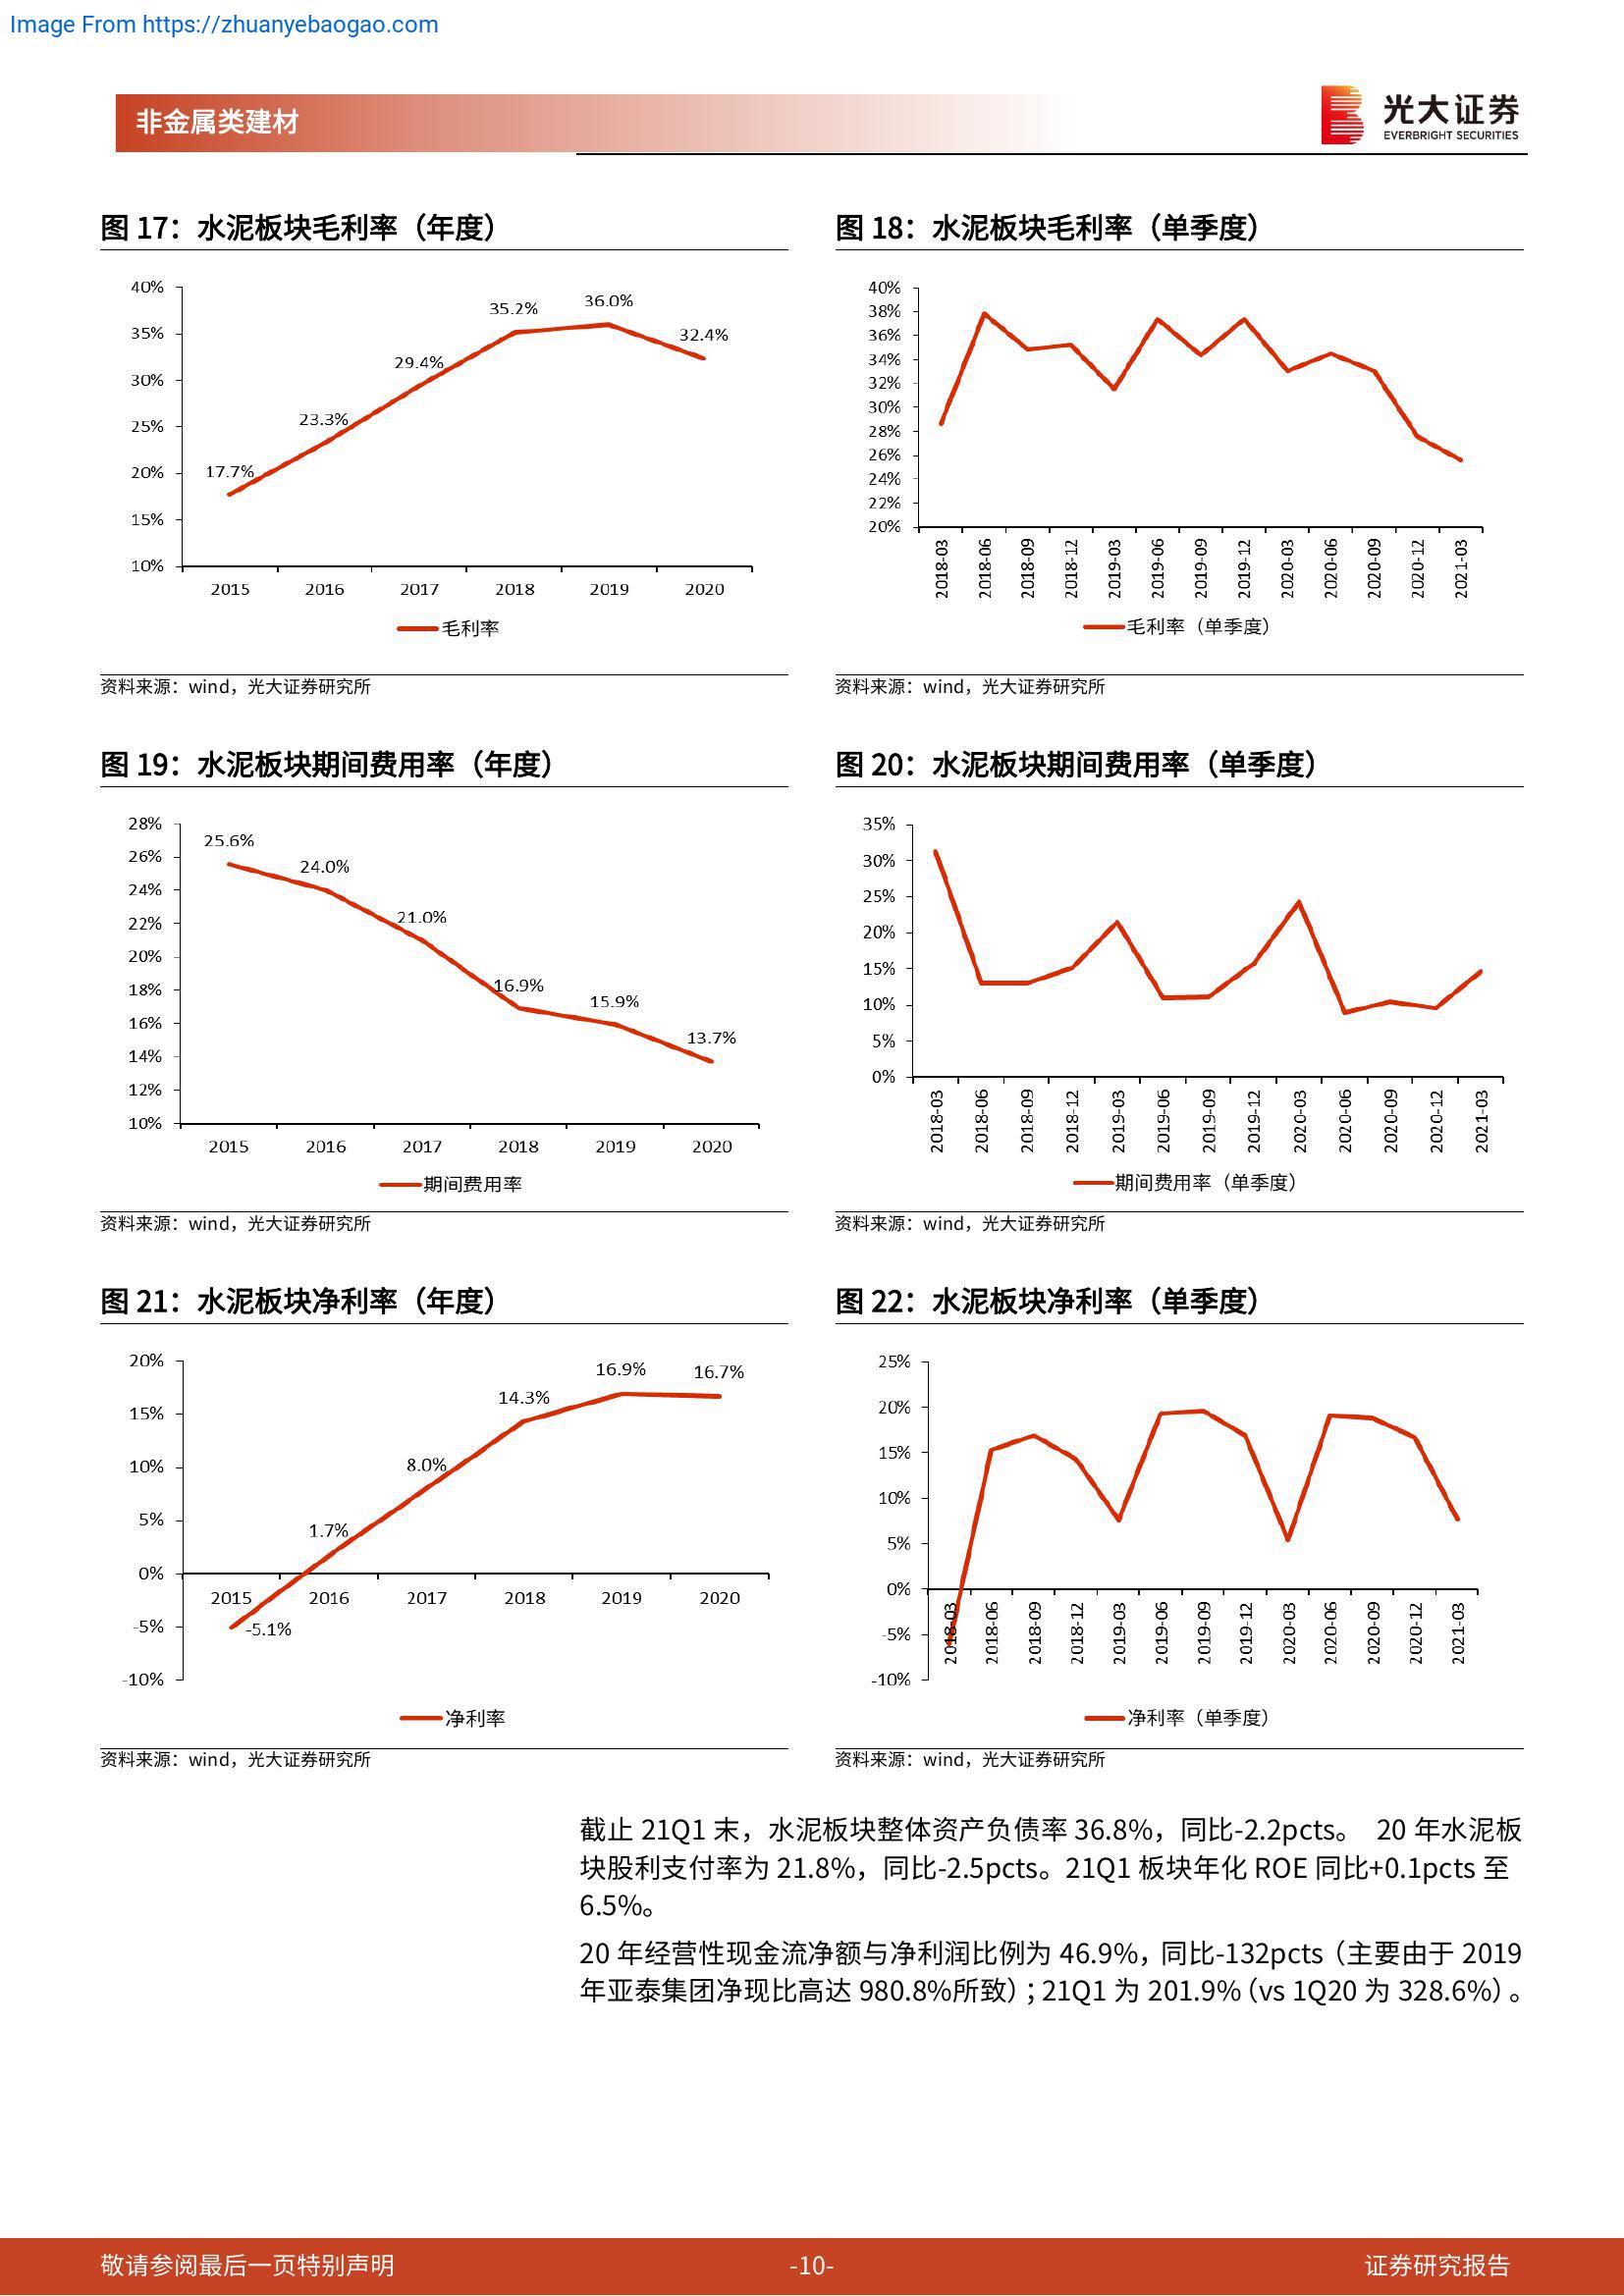 Image From https://zhuanyebaogao.com
非金属类建材
光大证券
EVERBRIGHT SECURITIES
图 17：水泥板块毛利率（年度）
40%
35%
30%
25%
20%
15%
10%
17.7%
23.3%
29.4%
35.2%
36.0%
32.4%
2015 2016 2017 2018 2019 2020
毛利率
资料来源：wind，光大证券研究所
图 18：水泥板块毛利率（单季度）
40%
38%
36%
34%
32%
30%
28%
26%
24%
22%
20%
2018-03 2018-06 2018-09 2018-12 2019-03 2019-06 2019-09 2019-12 2020-03 2020-06 2020-09 2020-12 2021-03
毛利率（单季度）
资料来源：wind，光大证券研究所
图 19：水泥板块期间费用率（年度）
28%
26%
24%
22%
20%
18%
16%
14%
12%
10%
25.6%
24.0%
21.0%
16.9%
15.9%
13.7%
2015 2016 2017 2018 2019 2020
期间费用率
资料来源：wind，光大证券研究所
图 20：水泥板块期间费用率（单季度）
35%
30%
25%
20%
15%
10%
5%
0%
2018-03 2018-06 2018-09 2018-12 2019-03 2019-06 2019-09 2019-12 2020-03 2020-06 2020-09 2020-12 2021-03
期间费用率（单季度）
资料来源：wind，光大证券研究所
图 21：水泥板块净利率（年度）
20%
15%
10%
5%
0%
-5%
-10%
-5.1%
1.7%
8.0%
14.3%
16.9%
16.7%
2015 2016 2017 2018 2019 2020
净利率
资料来源：wind，光大证券研究所
图 22：水泥板块净利率（单季度）
25%
20%
15%
10%
5%
0%
-5%
-10%
2018-03 2018-06 2018-09 2018-12 2019-03 2019-06 2019-09 2019-12 2020-03 2020-06 2020-09 2020-12 2021-03
净利率（单季度）
资料来源：wind，光大证券研究所
截止 21Q1 末，水泥板块整体资产负债率 36.8%，同比-2.2pcts。 20 年水泥板
块股利支付率为 21.8%，同比-2.5pcts。21Q1 板块年化 ROE 同比+0.1pcts 至
6.5%。
20 年经营性现金流净额与净利润比例为 46.9%，同比-132pcts（主要由于 2019
年亚泰集团净现比高达 980.8%所致）；21Q1 为 201.9%（vs 1Q20 为 328.6%）。
敬请参阅最后一页特别声明
-10-
证券研究报告